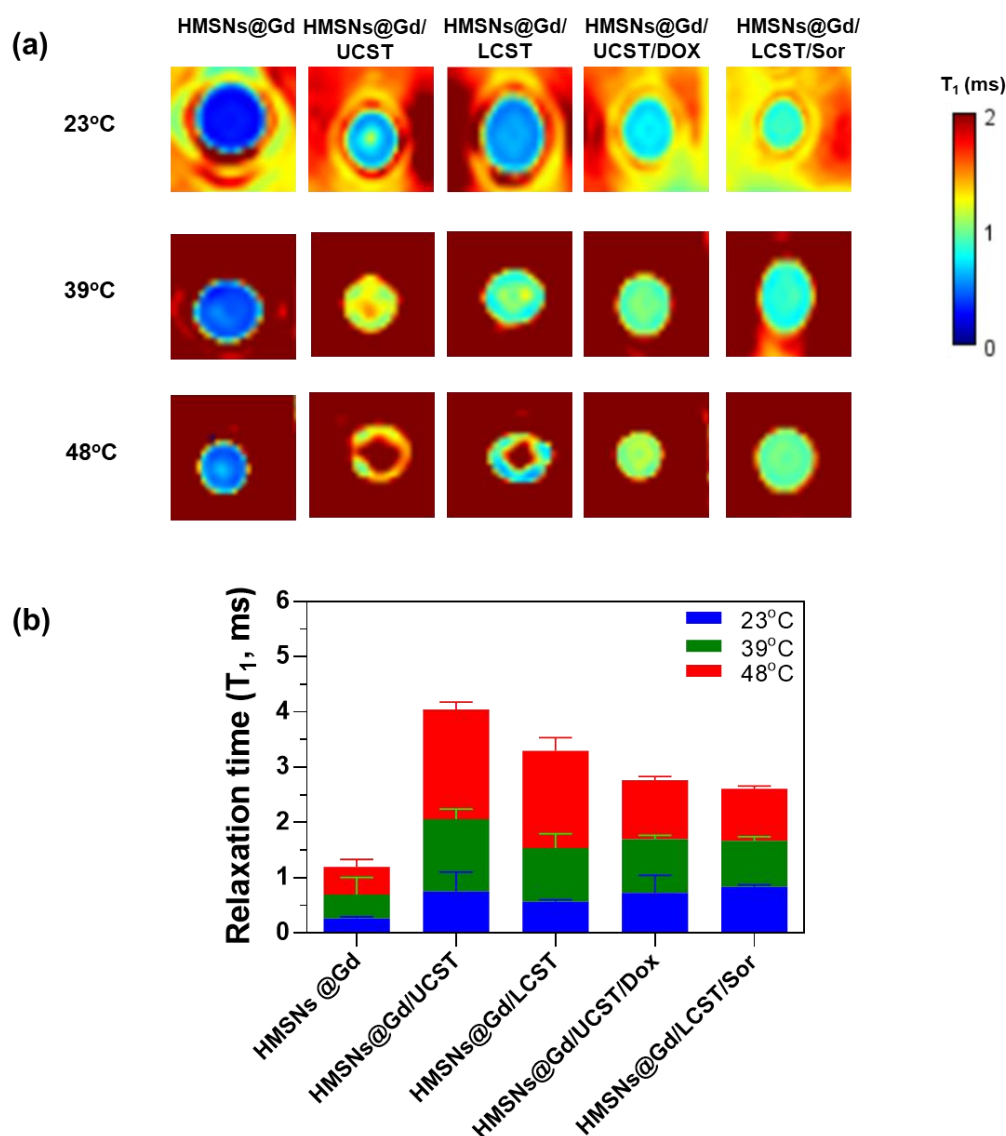 (a)
HMSNs@Gd
HMSNs@Gd/
UCST
HMSNs@Gd/
LCST
HMSNs@Gd/
UCST/DOX
HMSNs@Gd/
LCST/Sor
T₁ (ms)
23°C
39°C
48°C
2
1
0
(b)
Relaxation time (T₁, ms)
6
5
4
3
2
1
0
23°C
39°C
48°C
HMSNs @Gd
HMSNs@Gd/UCST
HMSNs@Gd/LCST
HMSNs@Gd/UCST/Dox
HMSNs@Gd/LCST/Sor